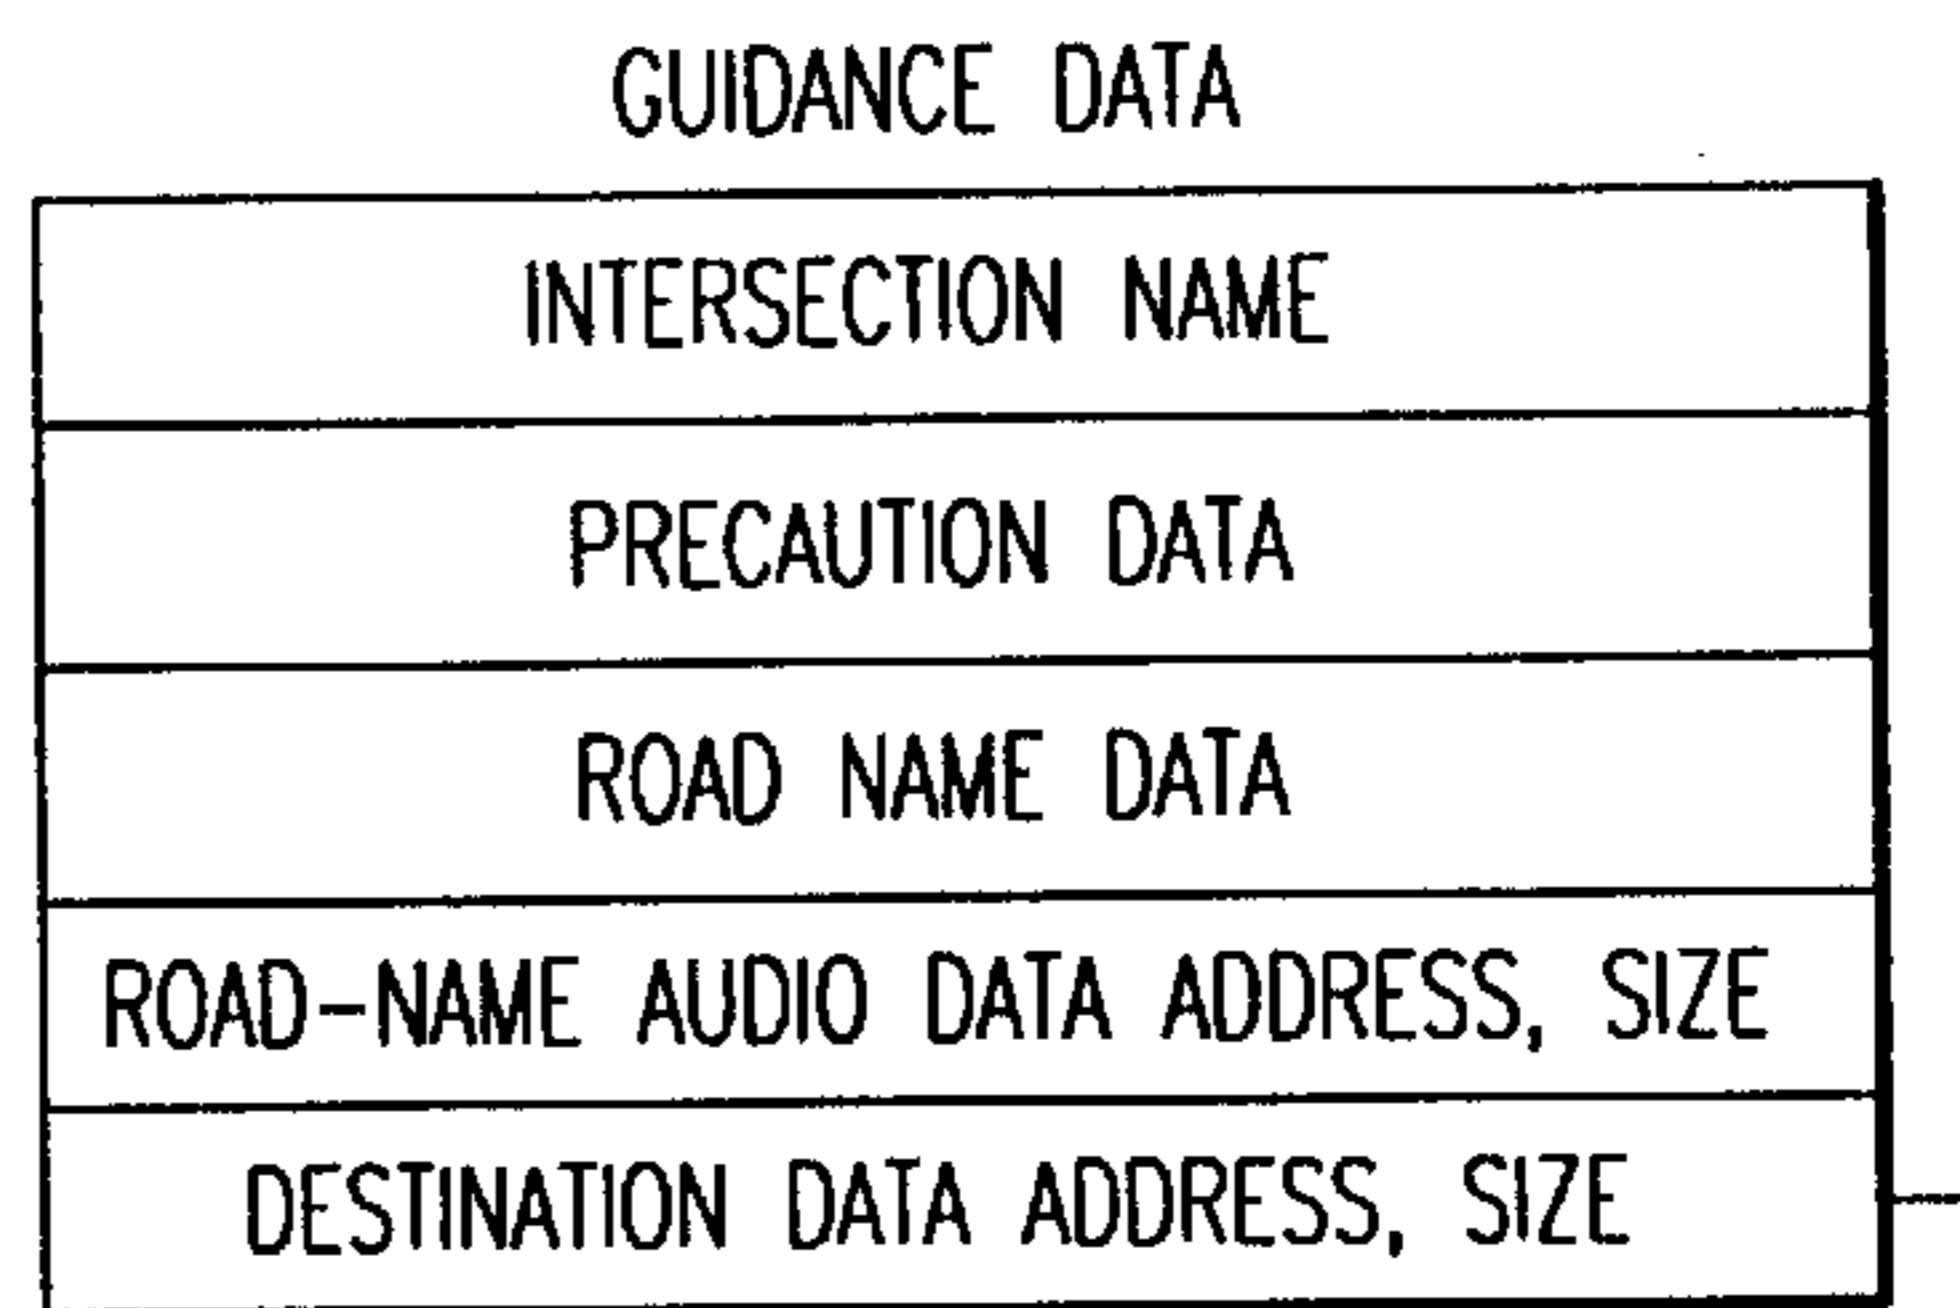 GUIDANCE DATA
INTERSECTION NAME
PRECAUTION DATA
ROAD NAME DATA
ROAD-NAME AUDIO DATA ADDRESS, SIZE
DESTINATION DATA ADDRESS, SIZE